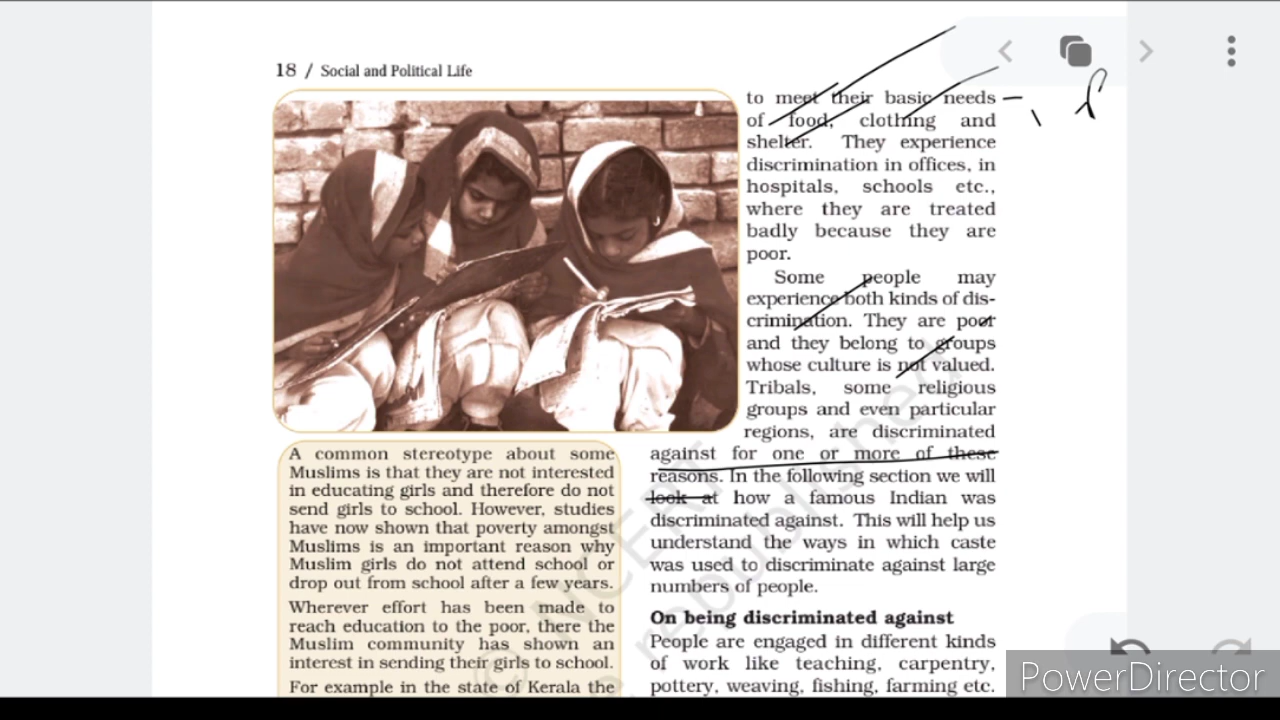 18 / Social and Political Life
to meet their basic needs
of food, clothing and
shelter. They experience
discrimination in offices, in
hospitals, schools etc.,
where they are treated
badly because they are
poor.
Some people may
experience both kinds of dis-
crimination. They are poor
and they belong to groups
whose culture is not valued.
Tribals, some religious
groups and even particular
regions, are discriminated
against for one or more of these
reasons. In the following section we will
look at how a famous Indian was
discriminated against. This will help us
understand the ways in which caste
was used to discriminate against large
numbers of people.
On being discriminated against
People are engaged in different kinds
of work like teaching, carpentry,
pottery, weaving, fishing, farming etc.
A common stereotype about some
Muslims is that they are not interested
in educating girls and therefore do not
send girls to school. However, studies
have now shown that poverty amongst
Muslims is an important reason why
Muslim girls do not attend school or
drop out from school after a few years.
Wherever effort has been made to
reach education to the poor, there the
Muslim community has shown an
interest in sending their girls to school.
For example in the state of Kerala the
© NCERT
republished
PowerDirector